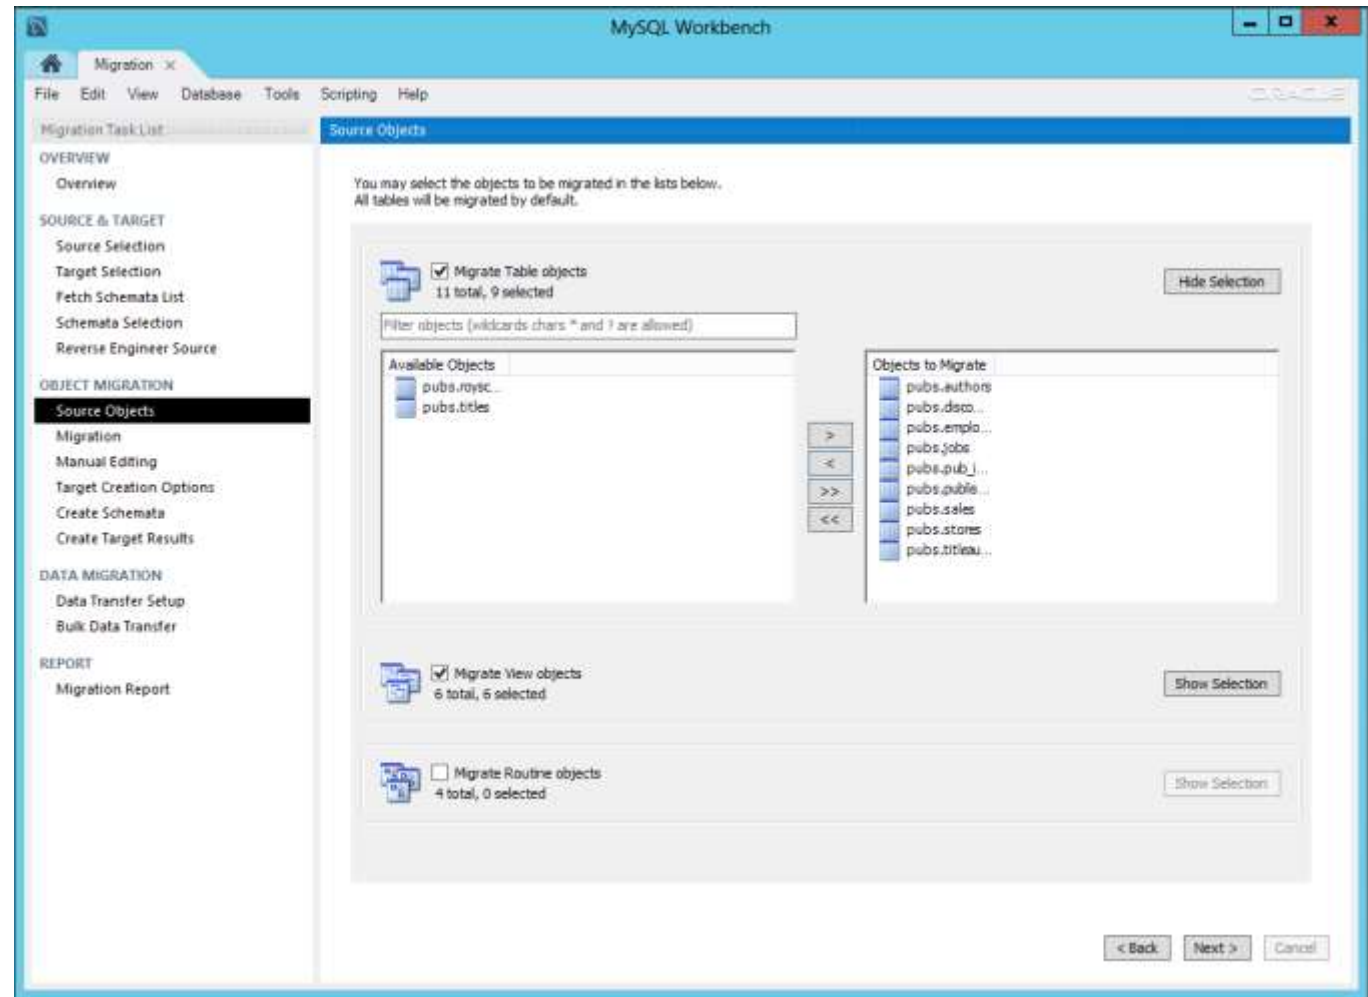 MySQL Workbench
Migration ×
File Edit View Database Tools Scripting Help
ORACLE
Migration Task List
Source Objects
OVERVIEW
Overview
SOURCE & TARGET
Source Selection
Target Selection
Fetch Schemata List
Schemata Selection
Reverse Engineer Source
OBJECT MIGRATION
Source Objects
Migration
Manual Editing
Target Creation Options
Create Schemata
Create Target Results
DATA MIGRATION
Data Transfer Setup
Bulk Data Transfer
REPORT
Migration Report
You may select the objects to be migrated in the lists below.
All tables will be migrated by default.
Migrate Table objects
11 total, 9 selected
Hide Selection
Filter objects (wildcards chars * and ? are allowed)
Available Objects
pubs.roysc...
pubs.titles
>
<
>>
<<
Objects to Migrate
pubs.authors
pubs.disco...
pubs.emplo...
pubs.jobs
pubs.pub_i...
pubs.publis...
pubs.sales
pubs.stores
pubs.titleau...
Migrate View objects
6 total, 6 selected
Show Selection
Migrate Routine objects
4 total, 0 selected
Show Selection
< Back Next > Cancel